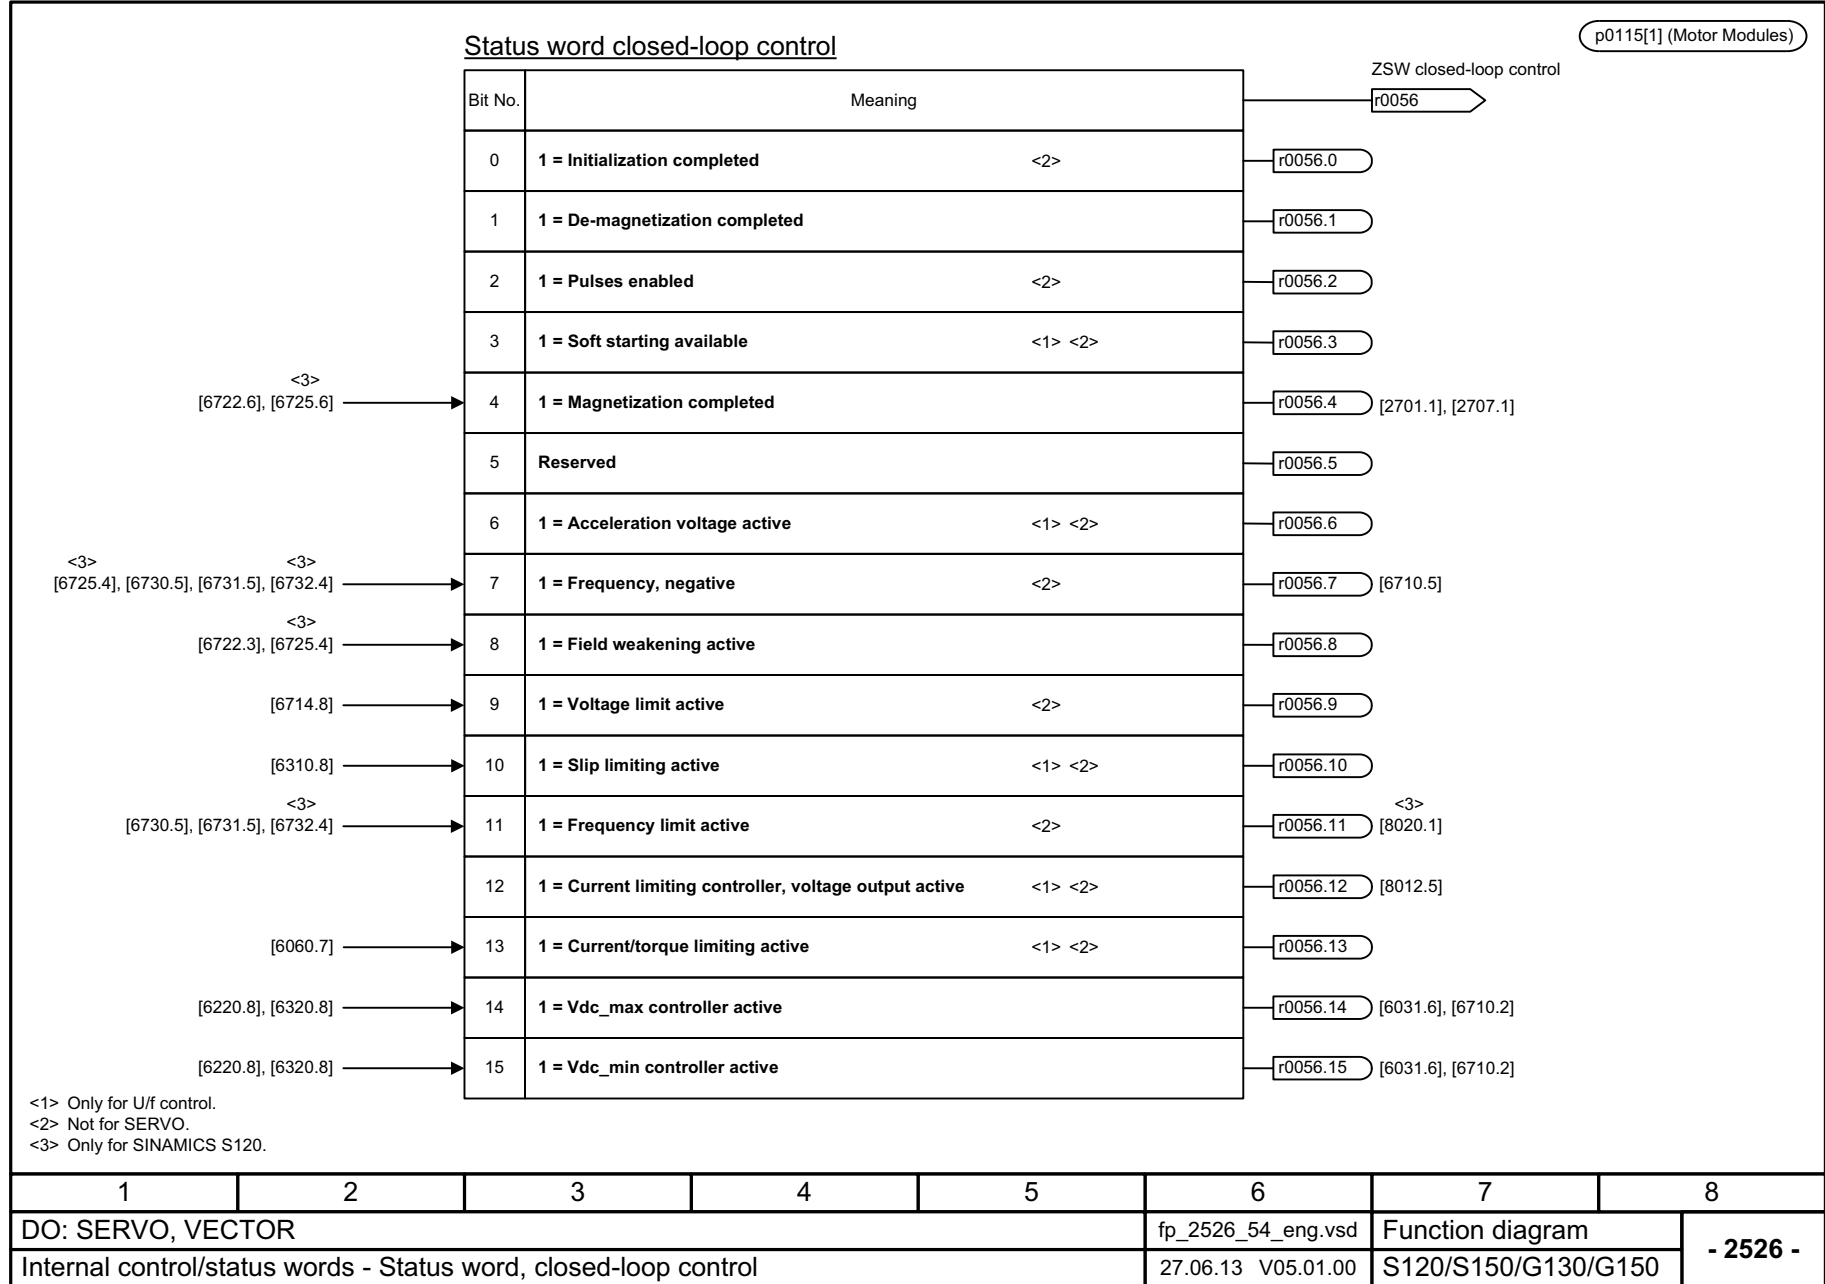 Status word closed-loop control
p0115[1] (Motor Modules)
ZSW closed-loop control
Bit No. Meaning r0056
0 1 = Initialization completed <2> r0056.0
1 1 = De-magnetization completed r0056.1
2 1 = Pulses enabled <2> r0056.2
3 1 = Soft starting available <1> <2> r0056.3
<3>
[6722.6], [6725.6] 4 1 = Magnetization completed r0056.4 [2701.1], [2707.1]
5 Reserved r0056.5
6 1 = Acceleration voltage active <1> <2> r0056.6
<3> <3>
[6725.4], [6730.5], [6731.5], [6732.4] 7 1 = Frequency, negative <2> r0056.7 [6710.5]
<3>
[6722.3], [6725.4] 8 1 = Field weakening active r0056.8
[6714.8] 9 1 = Voltage limit active <2> r0056.9
[6310.8] 10 1 = Slip limiting active <1> <2> r0056.10
<3> <3>
[6730.5], [6731.5], [6732.4] 11 1 = Frequency limit active <2> r0056.11 [8020.1]
12 1 = Current limiting controller, voltage output active <1> <2> r0056.12 [8012.5]
[6060.7] 13 1 = Current/torque limiting active <1> <2> r0056.13
[6220.8], [6320.8] 14 1 = Vdc_max controller active r0056.14 [6031.6], [6710.2]
[6220.8], [6320.8] 15 1 = Vdc_min controller active r0056.15 [6031.6], [6710.2]
<1> Only for U/f control.
<2> Not for SERVO.
<3> Only for SINAMICS S120.
1 2 3 4 5 6 7 8
DO: SERVO, VECTOR fp_2526_54_eng.vsd Function diagram - 2526 -
Internal control/status words - Status word, closed-loop control 27.06.13 V05.01.00 S120/S150/G130/G150